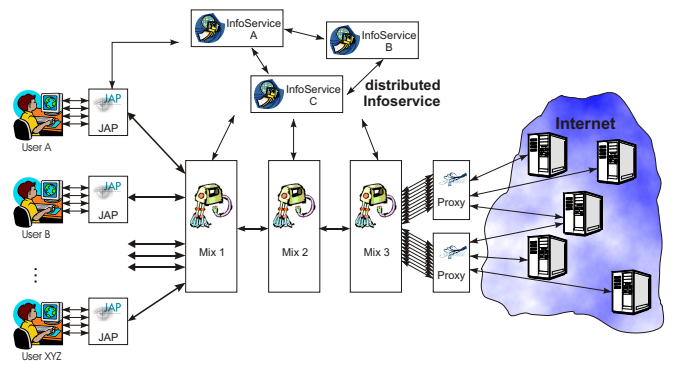 InfoService
A
InfoService
B
InfoService
C
distributed
Infoservice
Internet
JAP
JAP
User A
JAP
JAP
User B
Mix 1
Mix 2
Mix 3
Proxy
Proxy
...
JAP
JAP
User XYZ